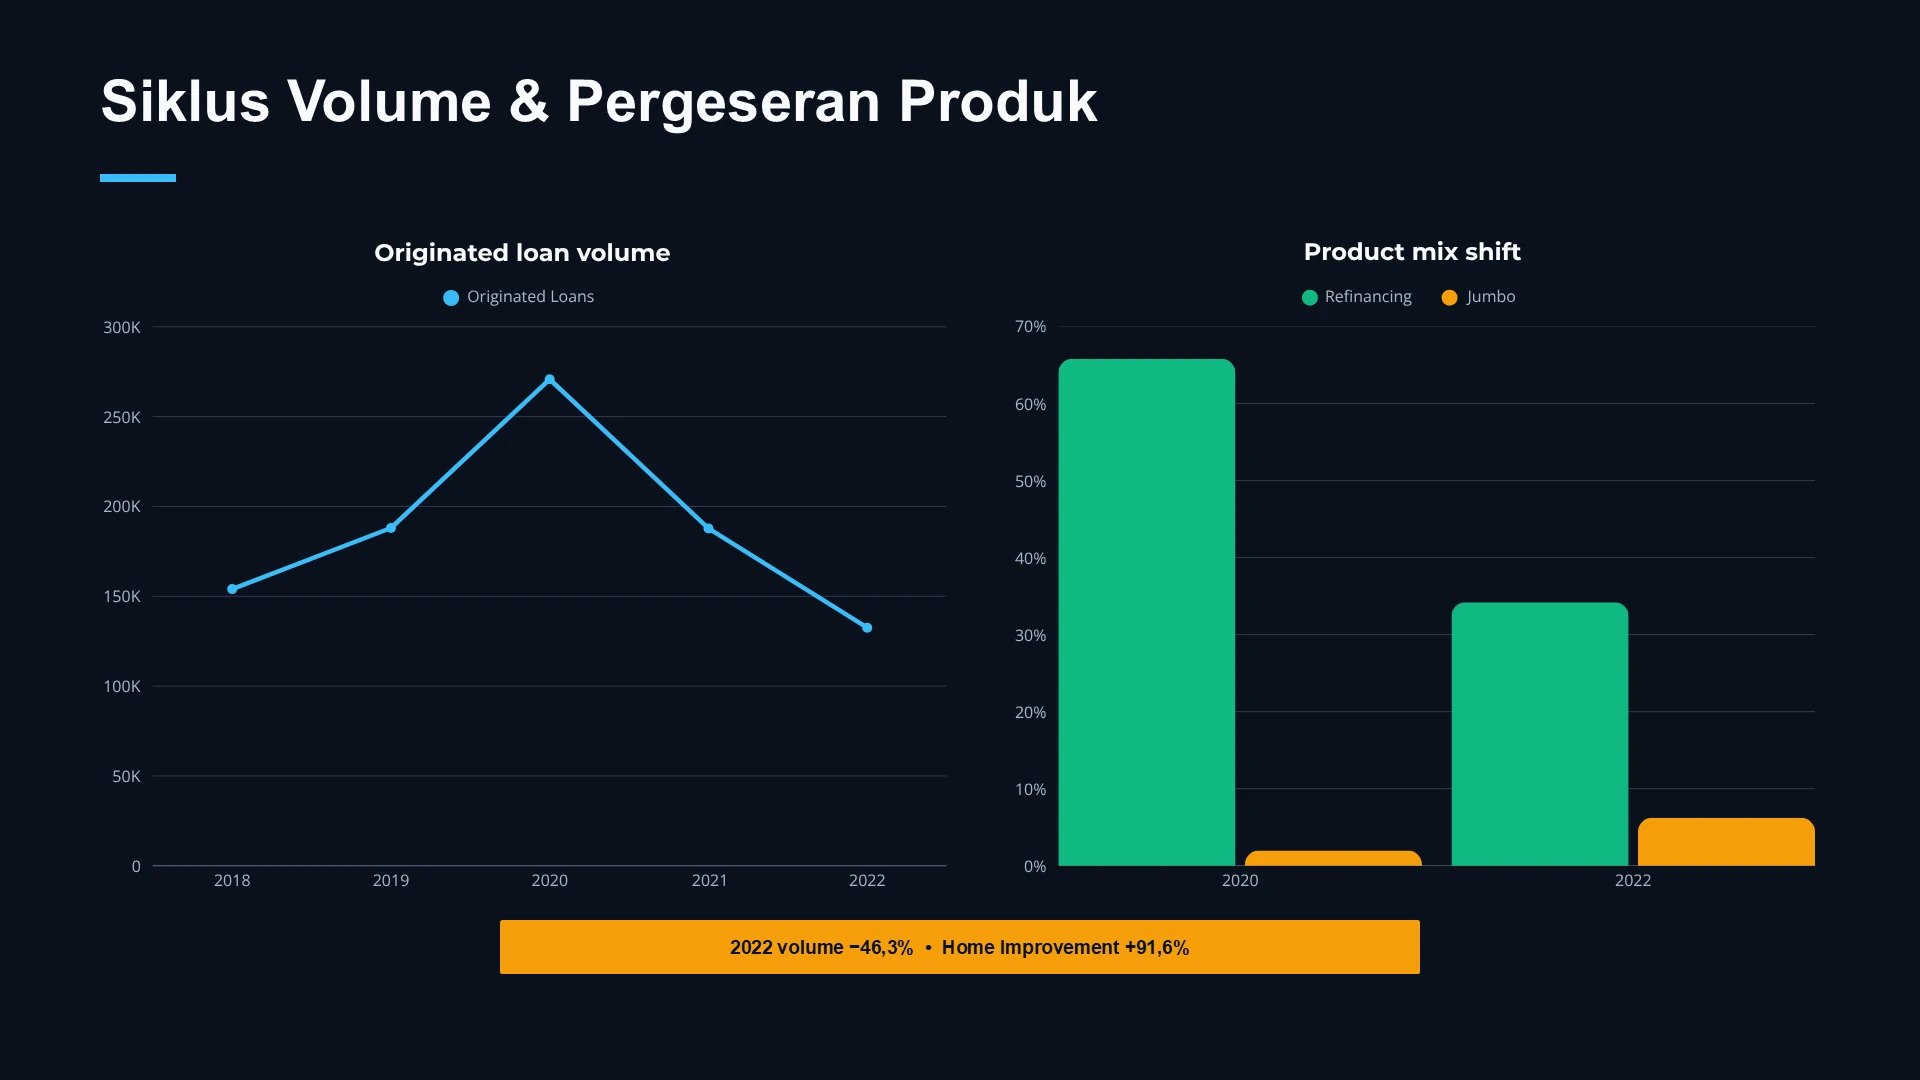 Siklus Volume & Pergeseran Produk
Originated loan volume
Originated Loans
300K
250K
200K
150K
100K
50K
0
2018 2019 2020 2021 2022
Product mix shift
Refinancing Jumbo
70%
60%
50%
40%
30%
20%
10%
0%
2020 2022
2022 volume −46,3% • Home Improvement +91,6%